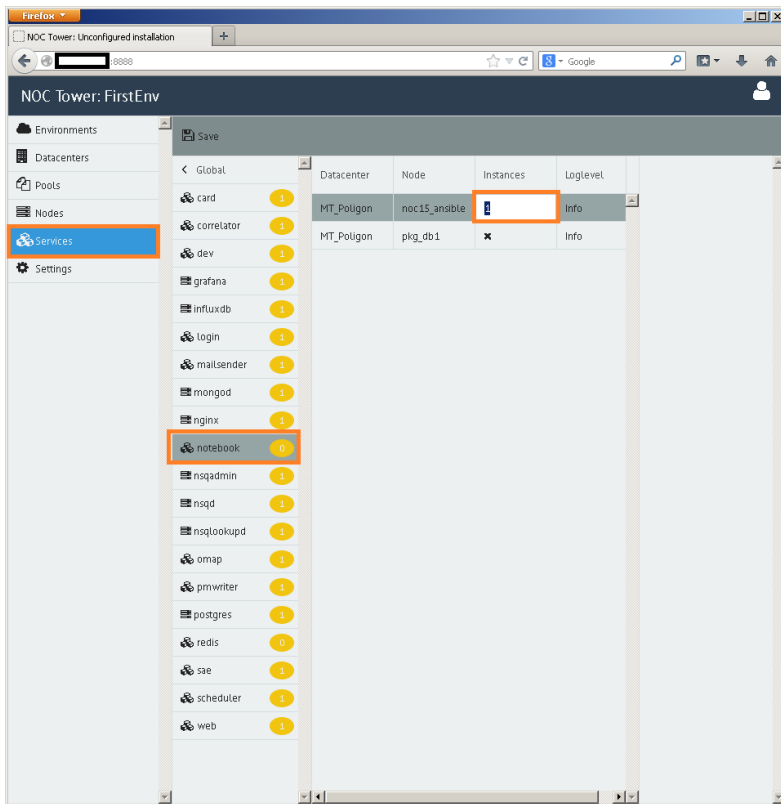 Firefox
NOC Tower: Unconfigured installation
:8888
Google
NOC Tower: FirstEnv
Environments
Datacenters
Pools
Nodes
Services
Settings
Save
Global
card 1
correlator 1
dev 1
grafana 1
influxdb 1
login 1
mailsender 1
mongod 1
nginx 1
notebook 0
nsqadmin 1
nsqd 1
nsqlookupd 1
omap 1
pmwriter 1
postgres 1
redis 0
sae 1
scheduler 1
web 1
Datacenter Node Instances Loglevel
MT_Poligon noc15_ansible 1 Info
MT_Poligon pkg_db1 Info